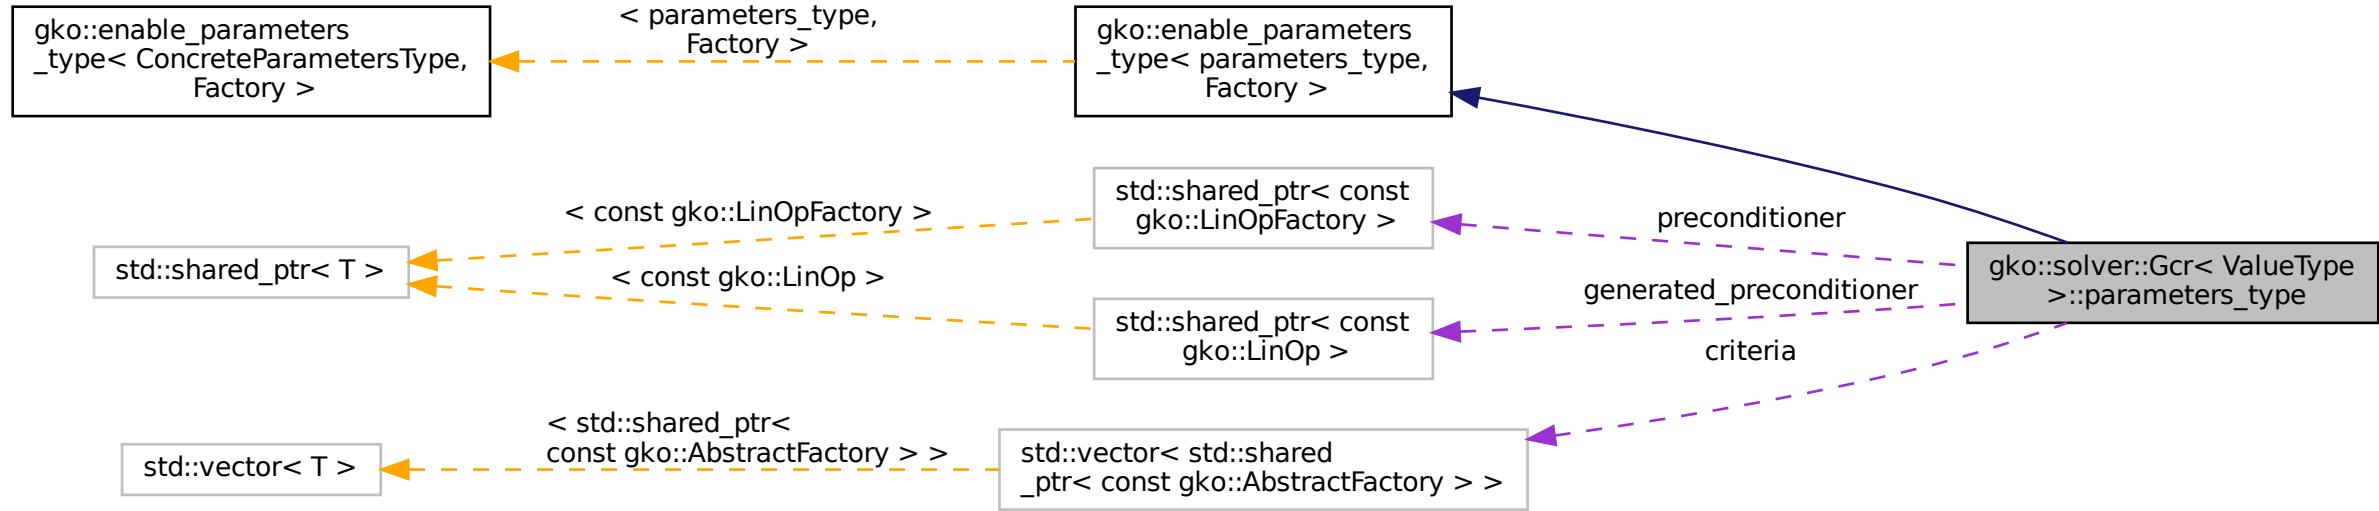 gko::enable_parameters
_type< ConcreteParametersType,
Factory >
< parameters_type,
Factory >
gko::enable_parameters
_type< parameters_type,
Factory >
std::shared_ptr< T >
< const gko::LinOpFactory >
< const gko::LinOp >
std::shared_ptr< const
gko::LinOpFactory >
std::shared_ptr< const
gko::LinOp >
preconditioner
generated_preconditioner
criteria
gko::solver::Gcr< ValueType
>::parameters_type
std::vector< T >
< std::shared_ptr<
const gko::AbstractFactory > >
std::vector< std::shared
_ptr< const gko::AbstractFactory > >